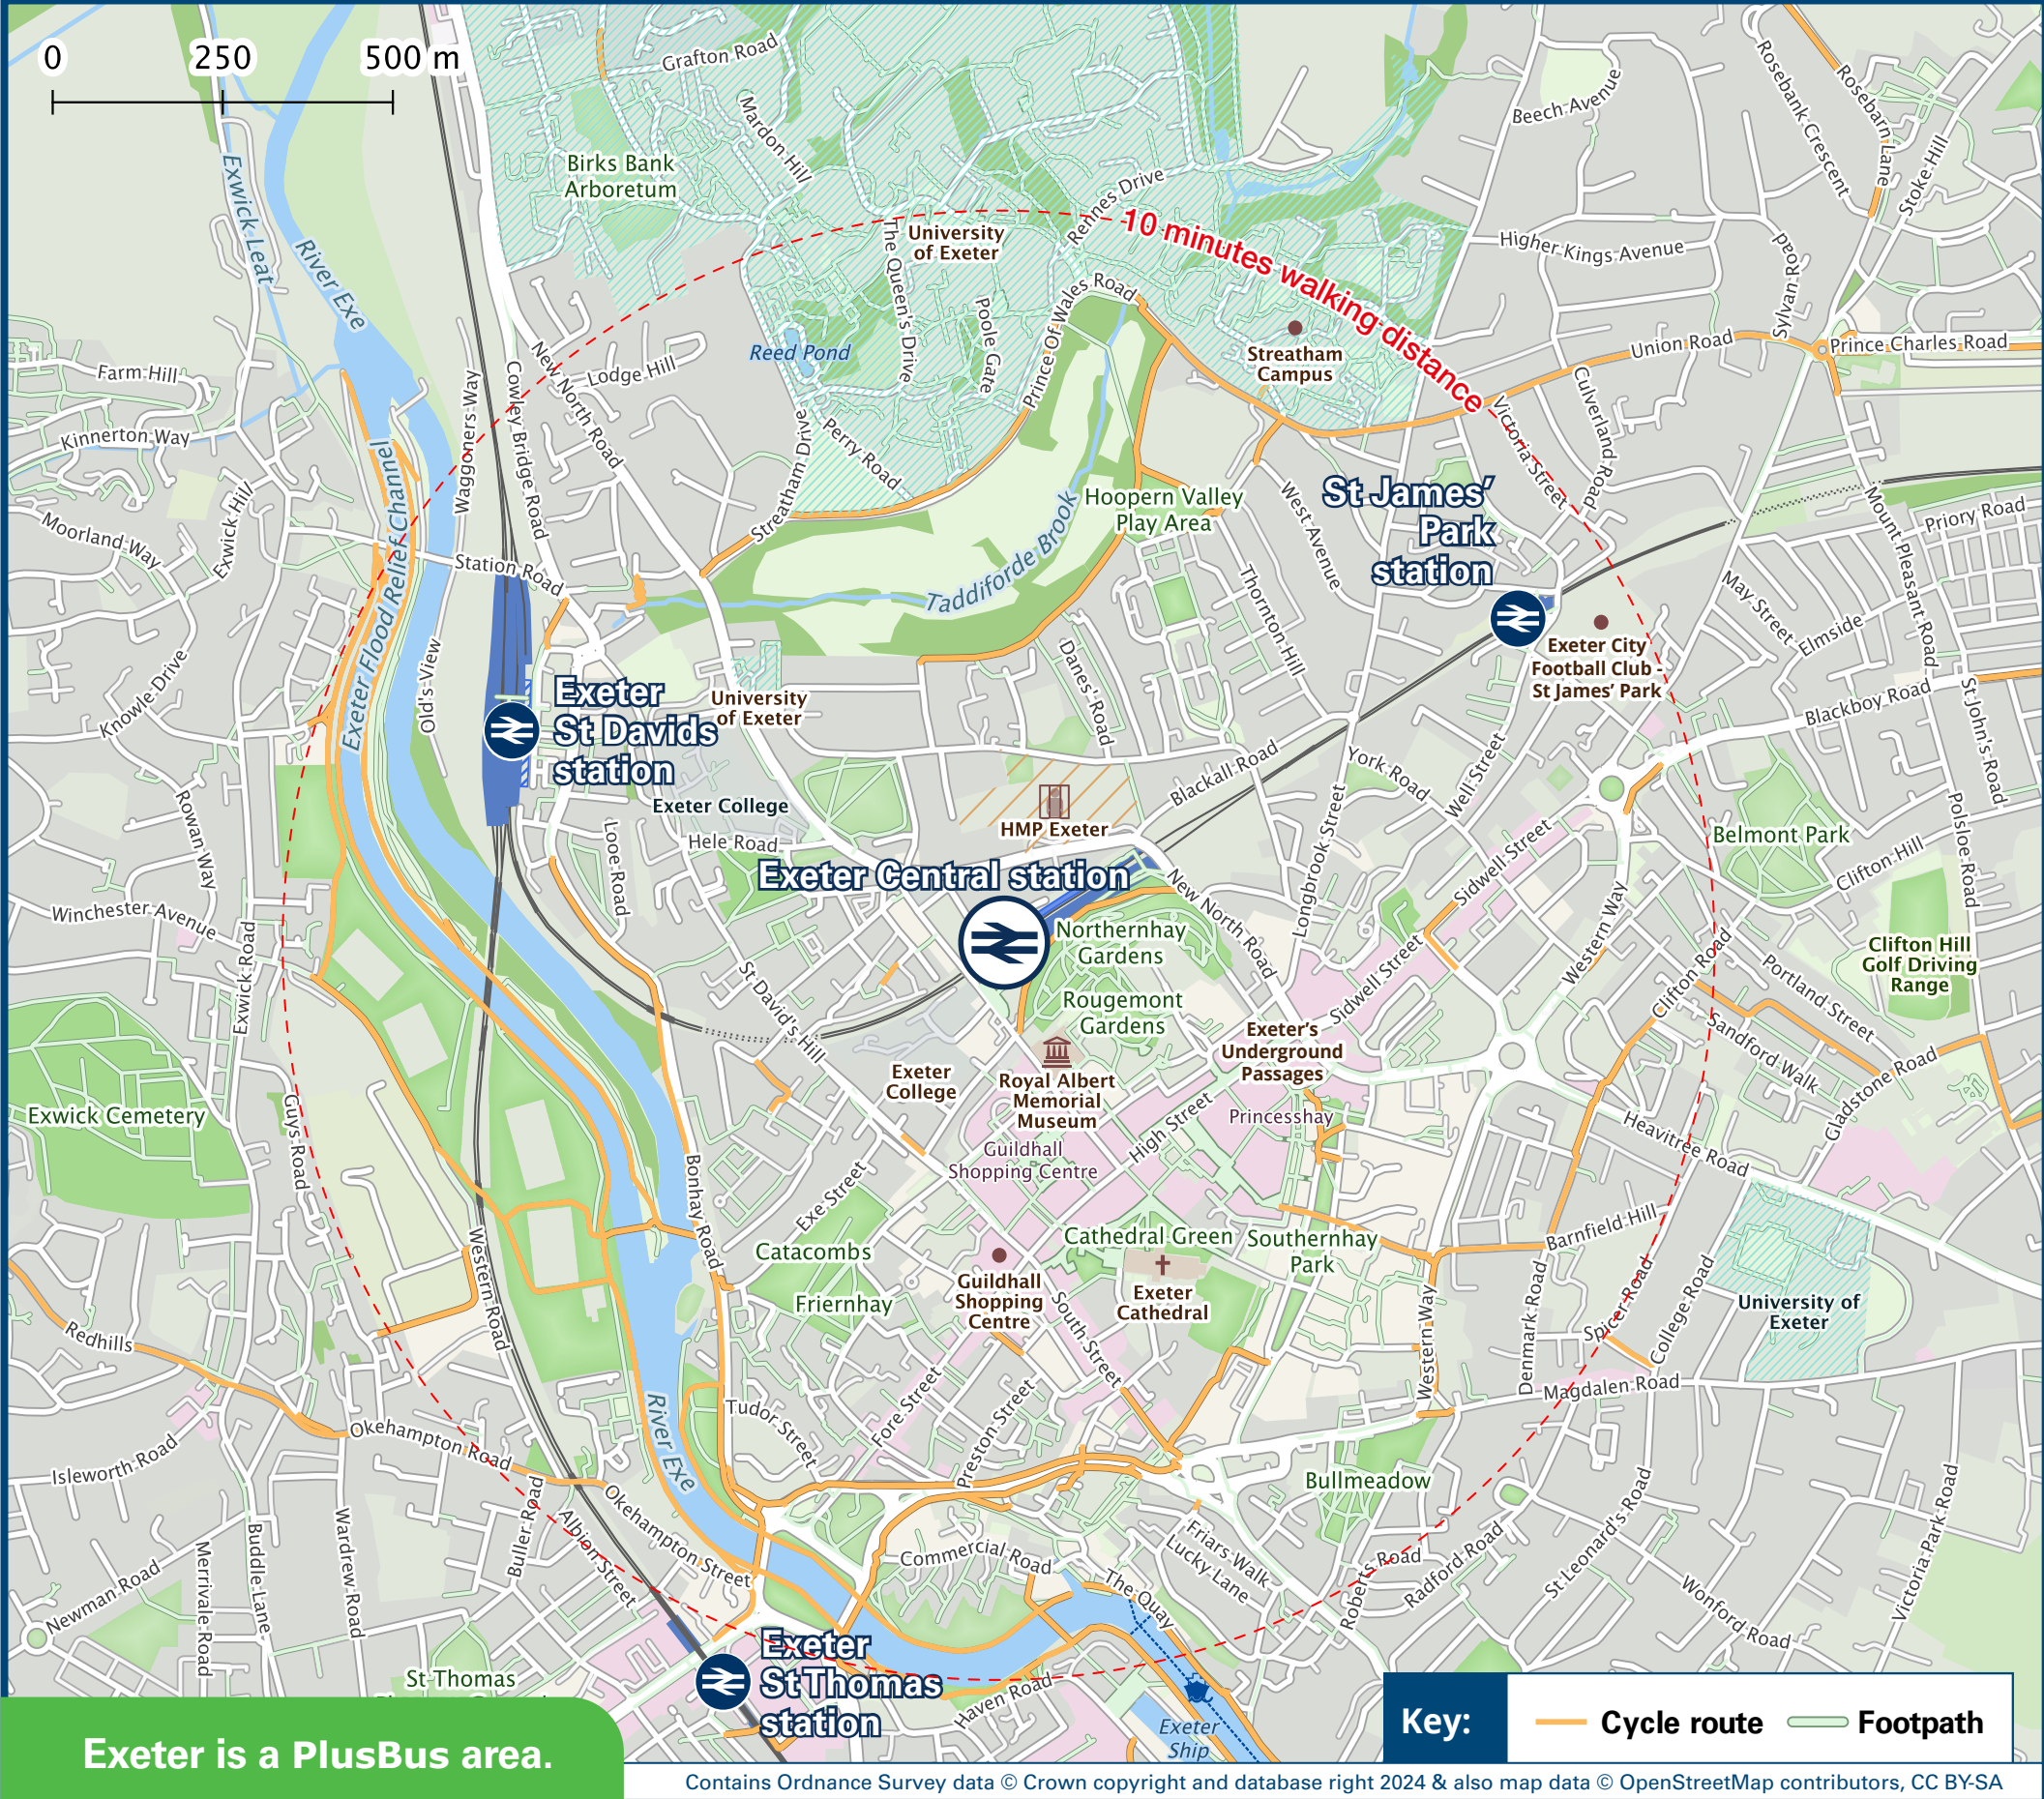 0 250 500 m
Grafton Road
Mardon Hill
Birks Bank
Arboretum
Exwick Leat
River Exe
Rennes Drive
10 minutes walking distance
Beech Avenue
Rosebank Crescent
Rosebarn Lane
Stoke Hill
Higher Kings Avenue
Sylvan Road
University
of Exeter
The Queen's Drive
Poole Gate
Prince Of Wales Road
Reed Pond
Streatham
Campus
Union Road
Prince Charles Road
Farm Hill
Kinnerton Way
Moorland Way
Exwick Hill
Waggoners Way
Cowley Bridge Road
New North Road
Lodge Hill
Streatham Drive
Perry Road
Culverland Road
Victoria Street
Hoopern Valley
Play Area
West Avenue
St James'
Park
station
Mount Pleasant Road
Priory Road
Exeter Flood Relief Channel
Station Road
Taddiforde Brook
Thornton Hill
May Street
Elmside
Knowle Drive
Old's View
Exeter
St Davids
station
University
of Exeter
Danes' Road
Exeter City
Football Club -
St James' Park
Blackboy Road
St John's Road
Rowan Way
Exeter College
Hele Road
Looe Road
HMP Exeter
Blackall Road
York Road
Well Street
Longbrook Street
Sidwell Street
Belmont Park
Polsloe Road
Clifton Hill
Winchester Avenue
Exwick Road
Exeter Central station
New North Road
Northernhay
Gardens
Western Way
Clifton Road
Portland Street
Clifton Hill
Golf Driving
Range
St David's Hill
Rougemont
Gardens
Sidwell Street
Exeter's
Underground
Passages
Sandford Walk
Gladstone Road
Exwick Cemetery
Guys Road
Exeter
College
Royal Albert
Memorial
Museum
Princesshay
High Street
Guildhall
Shopping Centre
Heavitree Road
Bonhay Road
Exe Street
Catacombs
Friernhay
Cathedral Green
Southernhay
Park
Barnfield Hill
Western Road
Guildhall
Shopping
Centre
South Street
Exeter
Cathedral
Western Way
Denmark Road
Spicer Road
College Road
University of
Exeter
Redhills
Magdalen Road
Okehampton Road
Isleworth Road
River Exe
Tudor Street
Fore Street
Preston Street
Bullmeadow
Newman Road
Merrivale Road
Buddle Lane
Wardrew Road
Buller Road
Albion Street
Okehampton Street
Commercial Road
The Quay
Friars Walk
Lucky Lane
Roberts Road
Radford Road
St Leonard's Road
Wonford Road
Victoria Park Road
St Thomas
Exeter
St Thomas
station
Haven Road
Exeter
Ship
Key: Cycle route Footpath
Exeter is a PlusBus area.
Contains Ordnance Survey data © Crown copyright and database right 2024 & also map data © OpenStreetMap contributors, CC BY-SA